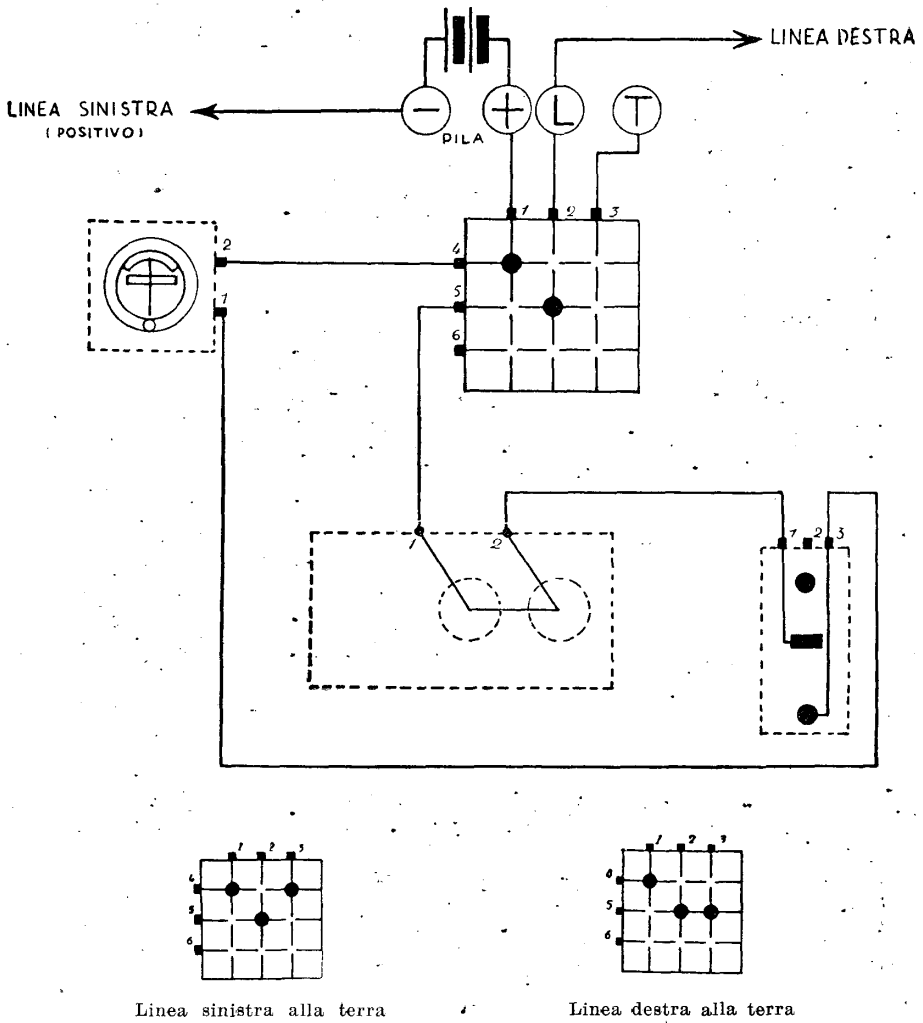 LINEA DESTRA
LINEA SINISTRA
( POSITIVO )
− + L T
PILA
1 2 3
2
4
1
5
6
1 2
1 2 3
1 2 3
4
5
6
1 2 3
5
6
Linea sinistra alla terra
Linea destra alla terra